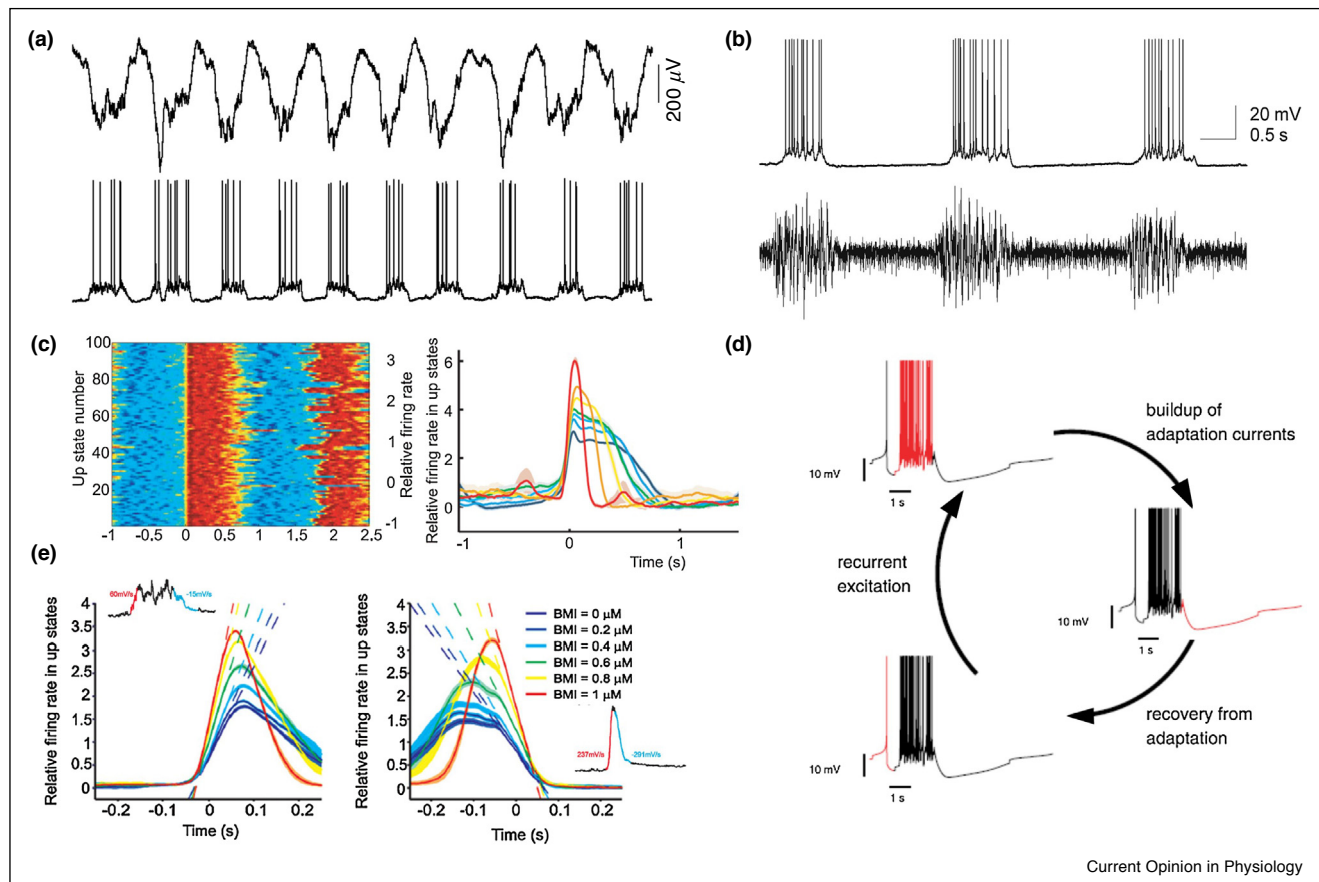 (a)
200 µV
(b)
20 mV
0.5 s
(c)
Up state number
100
80
60
40
20
-1 -0.5 0 0.5 1 1.5 2 2.5
3
2
1
0
-1
Relative firing rate
Relative firing rate in up states
6
4
2
0
-1 0 1
Time (s)
(d)
10 mV
1 s
buildup of
adaptation currents
10 mV
1 s
recovery from
adaptation
10 mV
1 s
recurrent
excitation
(e)
60mV/s
-15mV/s
Relative firing rate in up states
4
3.5
3
2.5
2
1.5
1
0.5
0
-0.2 -0.1 0 0.1 0.2
Time (s)
Relative firing rate in up states
4
3.5
3
2.5
2
1.5
1
0.5
0
-0.2 -0.1 0 0.1 0.2
Time (s)
BMI = 0 µM
BMI = 0.2 µM
BMI = 0.4 µM
BMI = 0.6 µM
BMI = 0.8 µM
BMI = 1 µM
237mV/s
-291mV/s
Current Opinion in Physiology